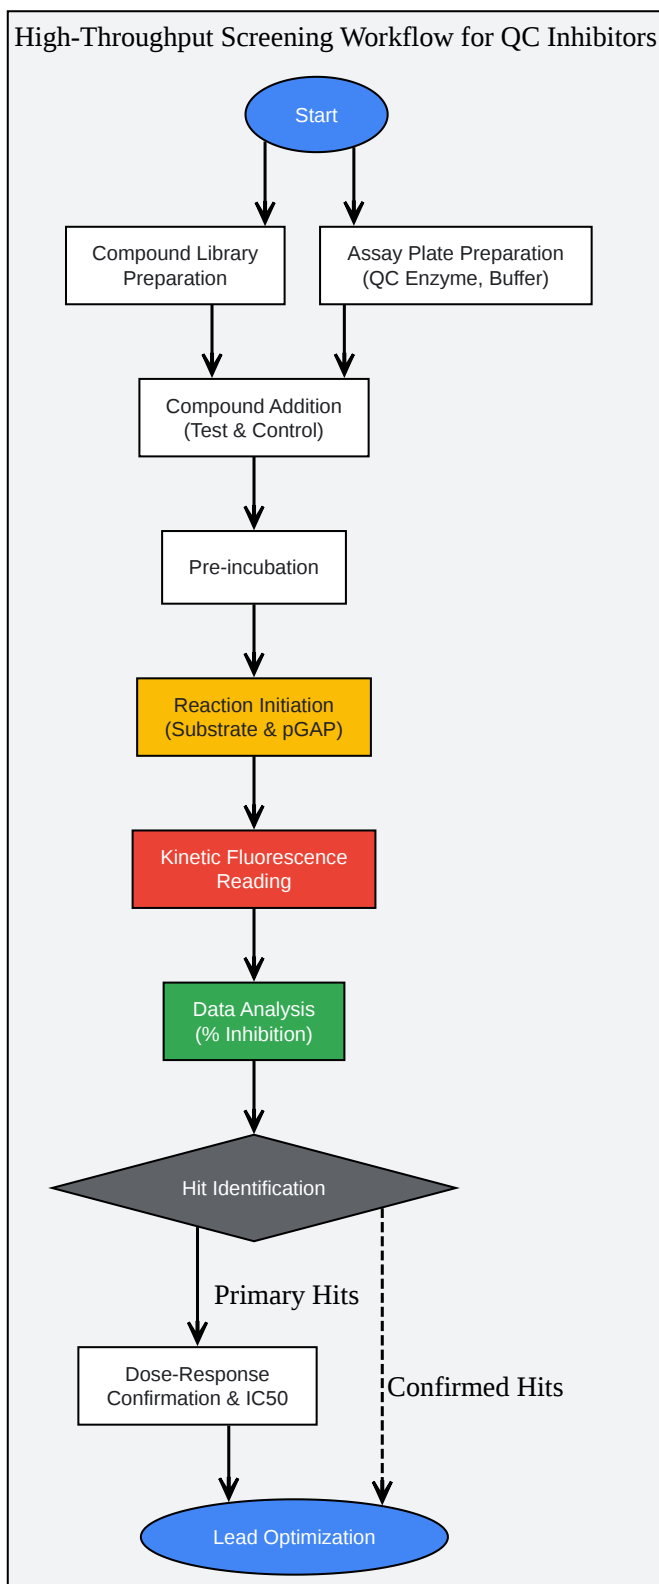 High-Throughput Screening Workflow for QC Inhibitors
Start
Compound Library
Preparation
Assay Plate Preparation
(QC Enzyme, Buffer)
Compound Addition
(Test & Control)
Pre-incubation
Reaction Initiation
(Substrate & pGAP)
Kinetic Fluorescence
Reading
Data Analysis
(% Inhibition)
Hit Identification
Primary Hits
Dose-Response
Confirmation & IC50
Confirmed Hits
Lead Optimization